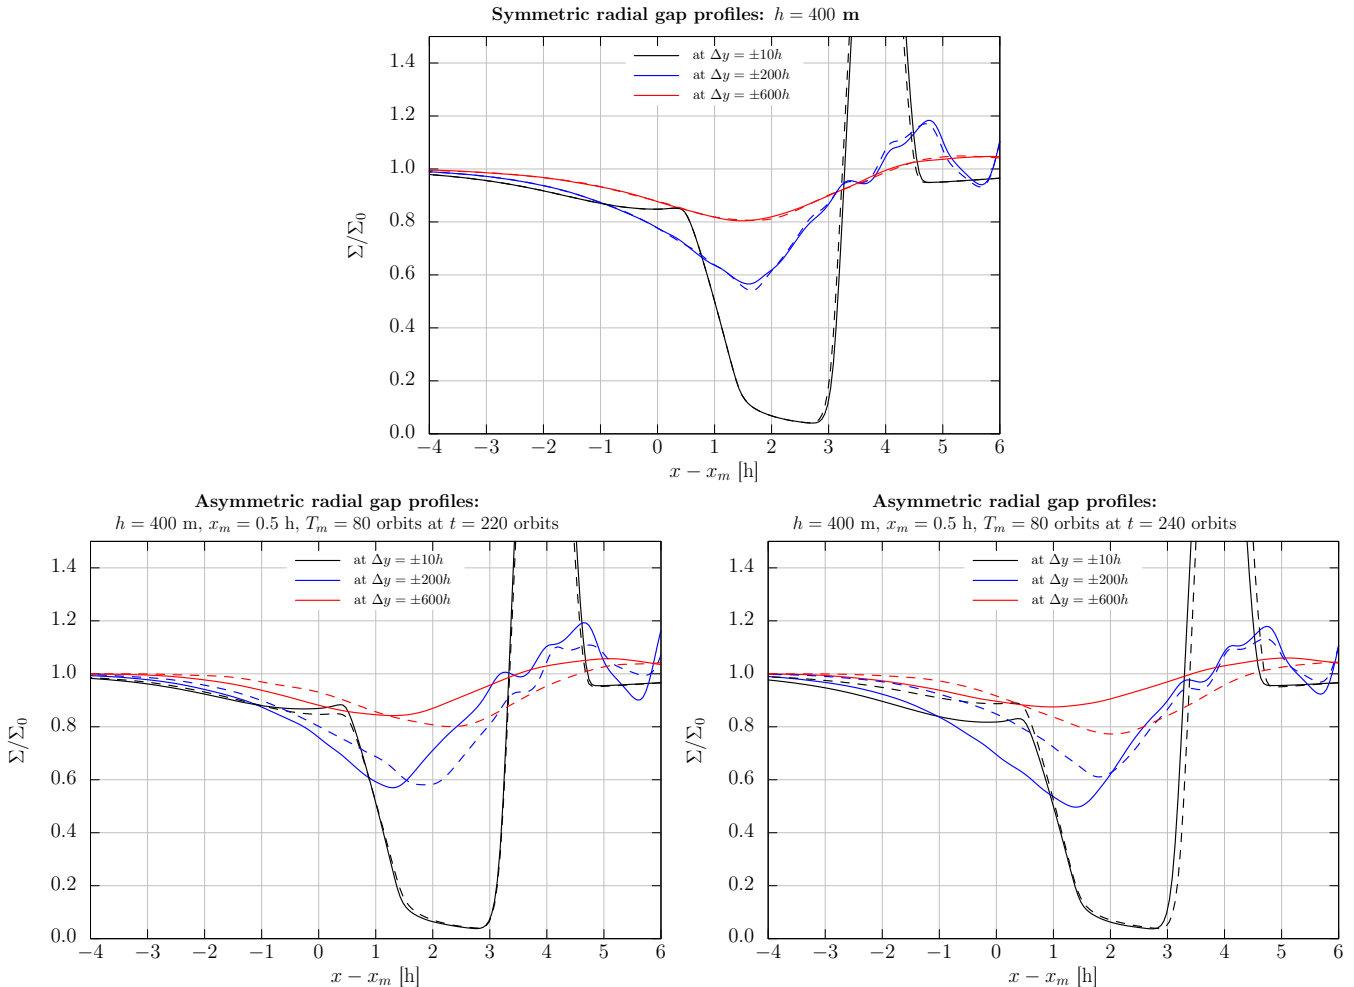 Symmetric radial gap profiles: h = 400 m
at Δy = ±10h
at Δy = ±200h
at Δy = ±600h
Σ/Σ₀
1.4
1.2
1.0
0.8
0.6
0.4
0.2
0.0
−4 −3 −2 −1 0 1 2 3 4 5 6
x − xₘ [h]
Asymmetric radial gap profiles:
h = 400 m, xₘ = 0.5 h, Tₘ = 80 orbits at t = 220 orbits
at Δy = ±10h
at Δy = ±200h
at Δy = ±600h
Σ/Σ₀
1.4
1.2
1.0
0.8
0.6
0.4
0.2
0.0
−4 −3 −2 −1 0 1 2 3 4 5 6
x − xₘ [h]
Asymmetric radial gap profiles:
h = 400 m, xₘ = 0.5 h, Tₘ = 80 orbits at t = 240 orbits
at Δy = ±10h
at Δy = ±200h
at Δy = ±600h
Σ/Σ₀
1.4
1.2
1.0
0.8
0.6
0.4
0.2
0.0
−4 −3 −2 −1 0 1 2 3 4 5 6
x − xₘ [h]